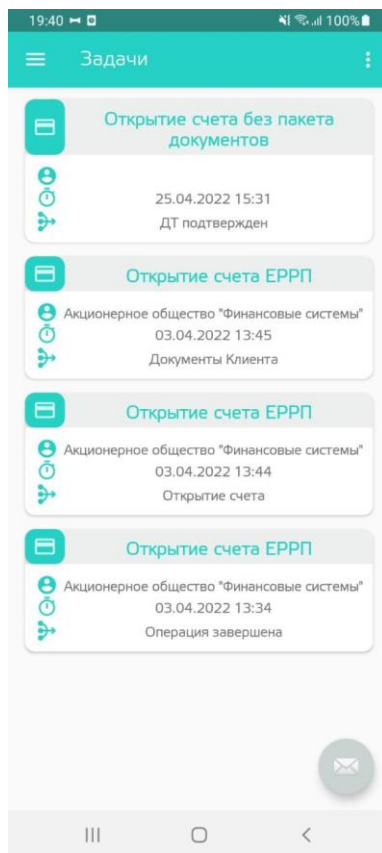 19:40 100%
Задачи
Открытие счета без пакета
документов
25.04.2022 15:31
ДТ подтвержден
Открытие счета ЕРРП
Акционерное общество "Финансовые системы"
03.04.2022 13:45
Документы Клиента
Открытие счета ЕРРП
Акционерное общество "Финансовые системы"
03.04.2022 13:44
Открытие счета
Открытие счета ЕРРП
Акционерное общество "Финансовые системы"
03.04.2022 13:34
Операция завершена